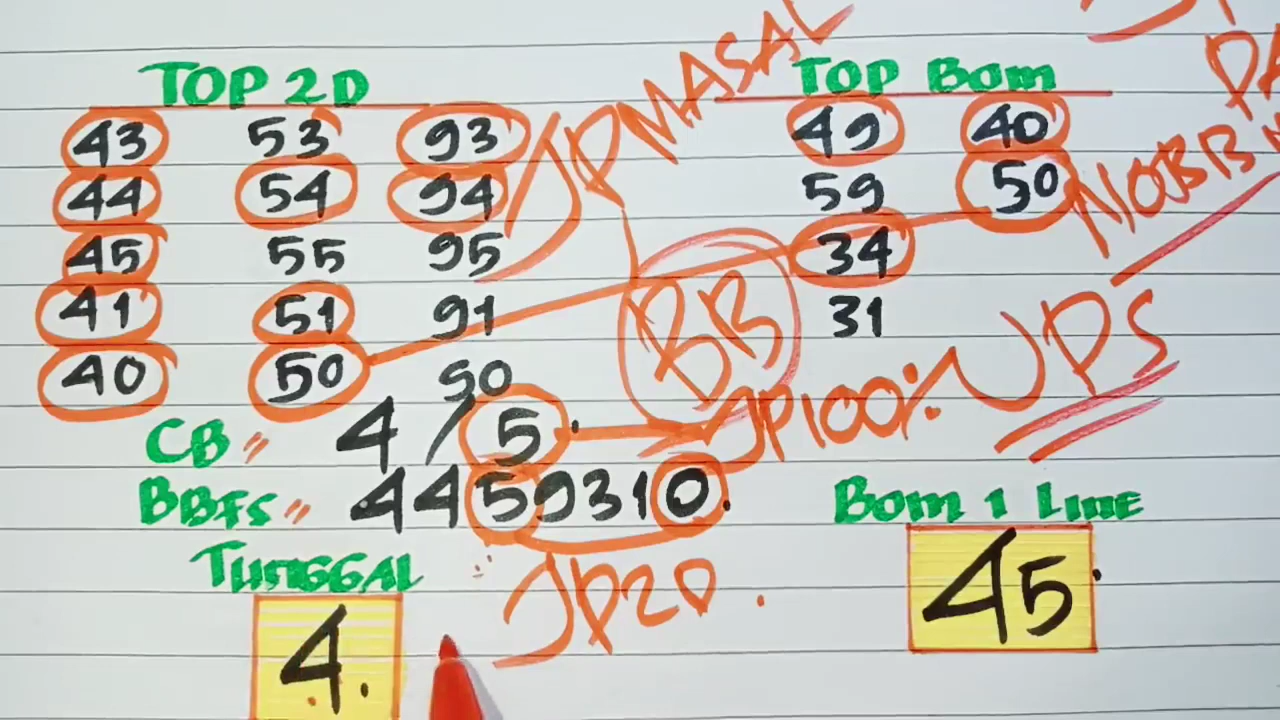 TOP 2D
43 53 93
44 54 94
45 55 95
41 51 91
40 50 90
JPMASAL
TOP BOM
49 40
59 50
34
31
NOBB
BB
JP100% UPS
CB = 4 / 5.
BBFS = 4459310.
JP2D.
TUNGGAL
4.
BOM 1 LINE
45.